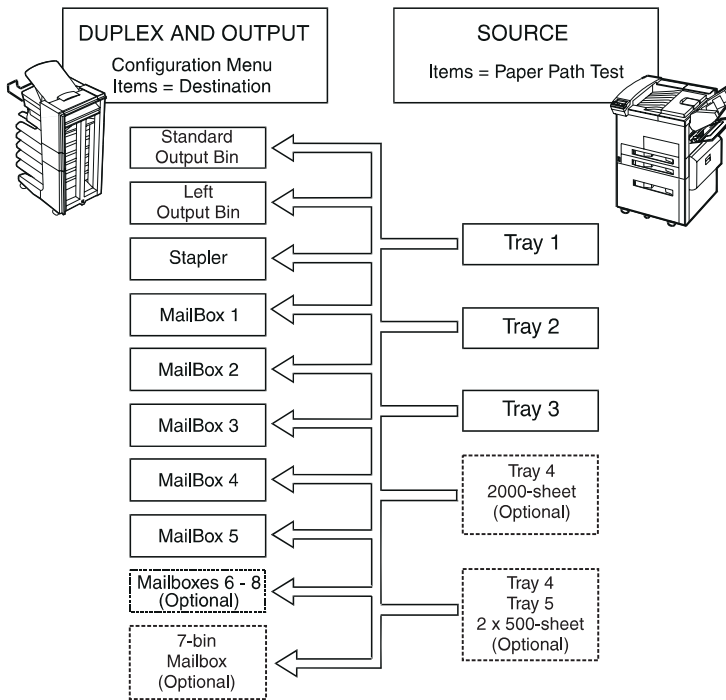 DUPLEX AND OUTPUT
Configuration Menu
Items = Destination
SOURCE
Items = Paper Path Test
Standard
Output Bin
Left
Output Bin
Stapler
MailBox 1
MailBox 2
MailBox 3
MailBox 4
MailBox 5
Mailboxes 6 - 8
(Optional)
7-bin
Mailbox
(Optional)
Tray 1
Tray 2
Tray 3
Tray 4
2000-sheet
(Optional)
Tray 4
Tray 5
2 x 500-sheet
(Optional)